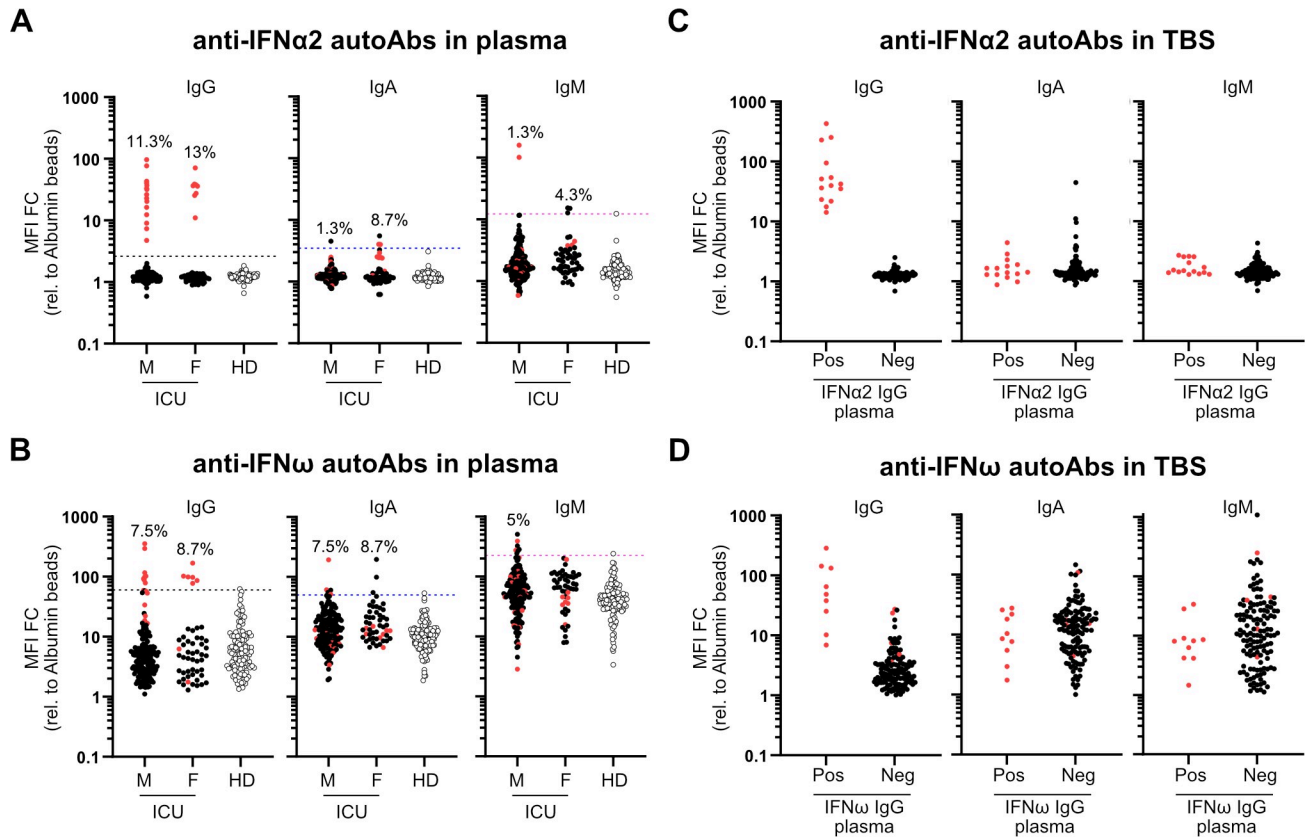 A
anti-IFNα2 autoAbs in plasma
IgG
IgA
IgM
MFI FC
(rel. to Albumin beads)
1000
100
10
1
0.1
11.3%
13%
1.3%
8.7%
1.3%
4.3%
M
F
HD
M
F
HD
M
F
HD
ICU
ICU
ICU
B
anti-IFNω autoAbs in plasma
IgG
IgA
IgM
MFI FC
(rel. to Albumin beads)
1000
100
10
1
0.1
7.5%
8.7%
7.5%
8.7%
5%
M
F
HD
M
F
HD
M
F
HD
ICU
ICU
ICU
C
anti-IFNα2 autoAbs in TBS
IgG
IgA
IgM
MFI FC
(rel. to Albumin beads)
1000
100
10
1
0.1
Pos
Neg
Pos
Neg
Pos
Neg
IFNα2 IgG
plasma
IFNα2 IgG
plasma
IFNα2 IgG
plasma
D
anti-IFNω autoAbs in TBS
IgG
IgA
IgM
MFI FC
(rel. to Albumin beads)
1000
100
10
1
0.1
Pos
Neg
Pos
Neg
Pos
Neg
IFNω IgG
plasma
IFNω IgG
plasma
IFNω IgG
plasma